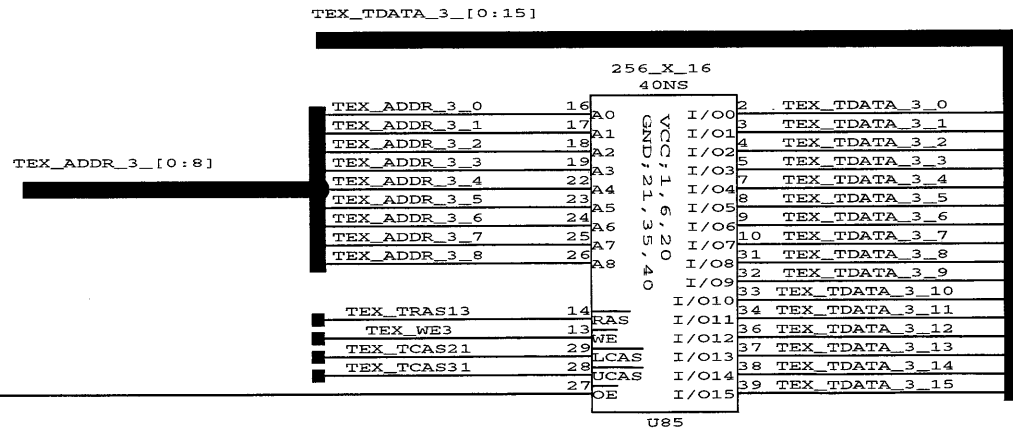 TEX_TDATA_3_[0:15]
256_X_16
40NS
TEX_ADDR_3_0 16 A0 I/O0 2 TEX_TDATA_3_0
TEX_ADDR_3_1 17 A1 I/O1 3 TEX_TDATA_3_1
TEX_ADDR_3_2 18 A2 I/O2 4 TEX_TDATA_3_2
TEX_ADDR_3_[0:8]
TEX_ADDR_3_3 19 A3 I/O3 5 TEX_TDATA_3_3
TEX_ADDR_3_4 22 A4 I/O4 7 TEX_TDATA_3_4
TEX_ADDR_3_5 23 A5 I/O5 8 TEX_TDATA_3_5
TEX_ADDR_3_6 24 A6 I/O6 9 TEX_TDATA_3_6
TEX_ADDR_3_7 25 A7 I/O7 10 TEX_TDATA_3_7
TEX_ADDR_3_8 26 A8 I/O8 31 TEX_TDATA_3_8
I/O9 32 TEX_TDATA_3_9
I/O10 33 TEX_TDATA_3_10
TEX_TRAS13 14 RAS I/O11 34 TEX_TDATA_3_11
TEX_WE3 13 WE I/O12 36 TEX_TDATA_3_12
TEX_TCAS21 29 LCAS I/O13 37 TEX_TDATA_3_13
TEX_TCAS31 28 UCAS I/O14 38 TEX_TDATA_3_14
27 OE I/O15 39 TEX_TDATA_3_15
VCC;1,6,20
GND;21,35,40
U85